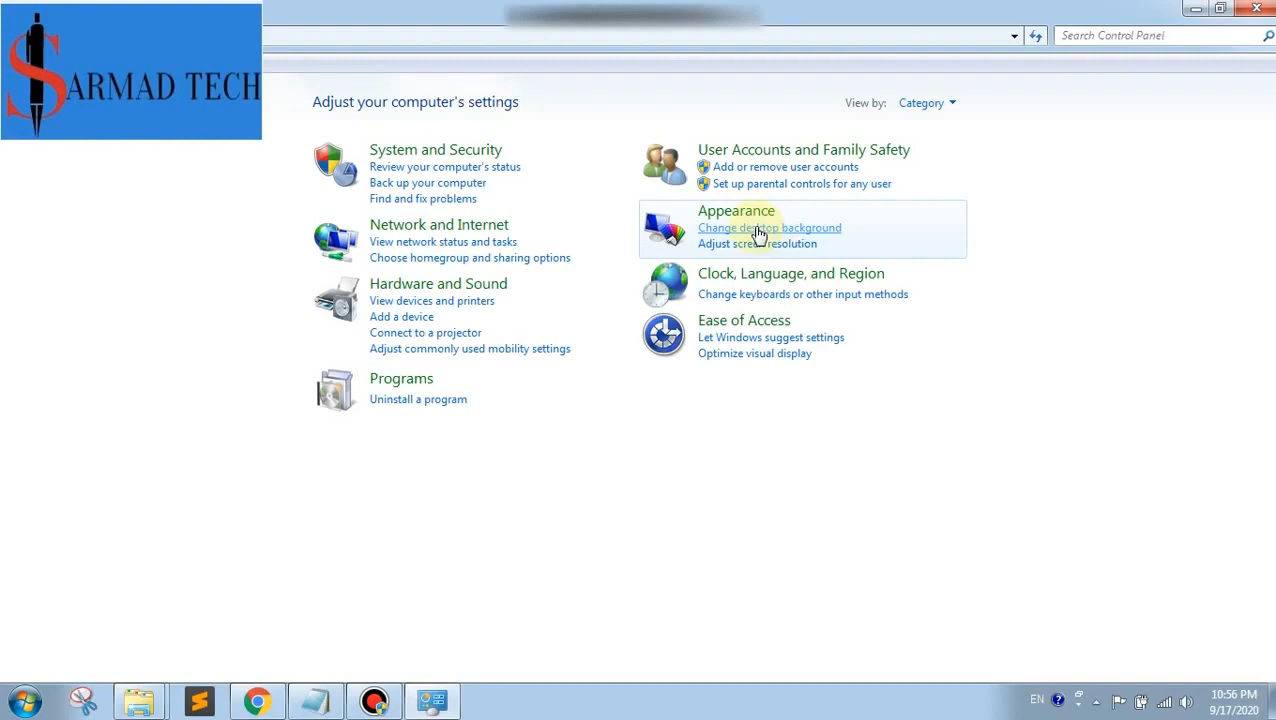 SARMAD TECH
Search Control Panel
Adjust your computer's settings
View by: Category
System and Security
Review your computer's status
Back up your computer
Find and fix problems
Network and Internet
View network status and tasks
Choose homegroup and sharing options
Hardware and Sound
View devices and printers
Add a device
Connect to a projector
Adjust commonly used mobility settings
Programs
Uninstall a program
User Accounts and Family Safety
Add or remove user accounts
Set up parental controls for any user
Appearance
Change desktop background
Adjust screen resolution
Clock, Language, and Region
Change keyboards or other input methods
Ease of Access
Let Windows suggest settings
Optimize visual display
EN
10:56 PM
9/17/2020